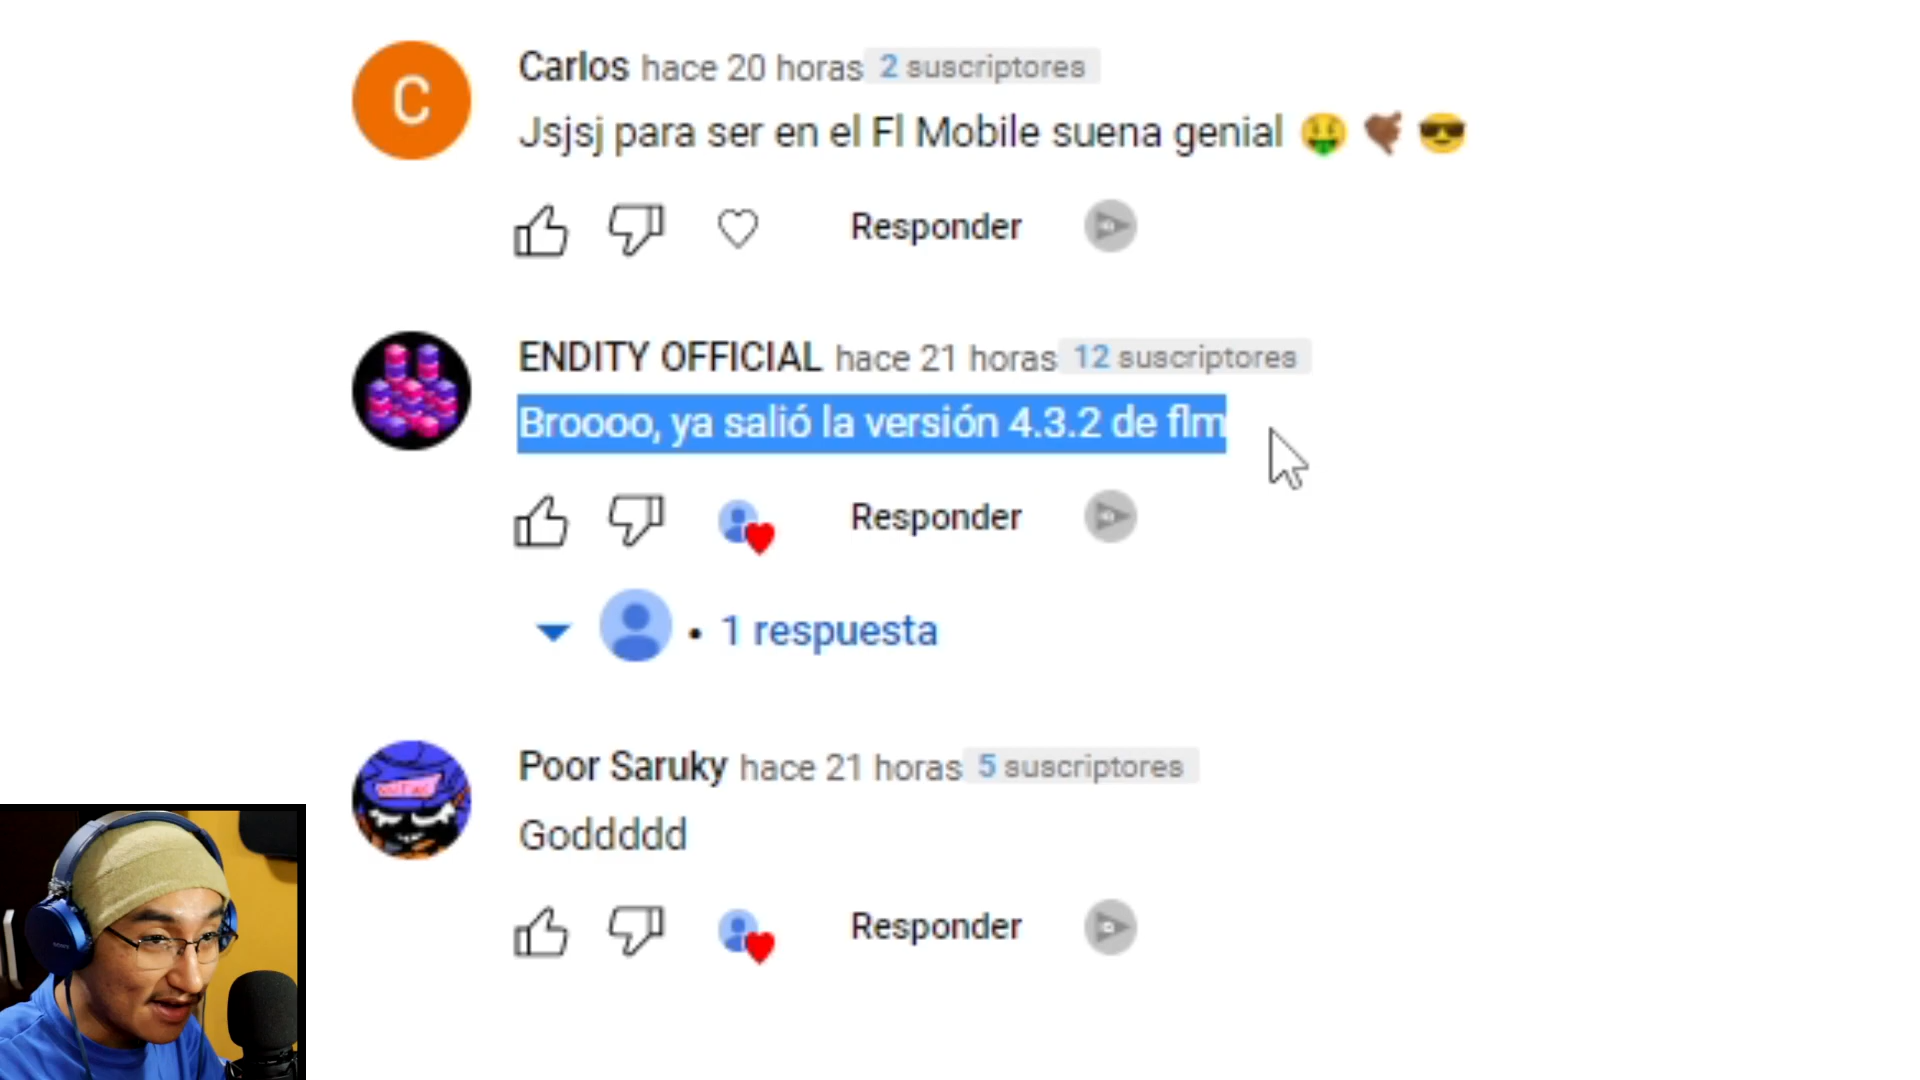 C
Carlos hace 20 horas 2 suscriptores
Jsjsj para ser en el Fl Mobile suena genial 🤑 🤙🏾 😎
Responder
ENDITY OFFICIAL hace 21 horas 12 suscriptores
Broooo, ya salió la versión 4.3.2 de flm
Responder
• 1 respuesta
Poor Saruky hace 21 horas 5 suscriptores
Goddddd
Responder